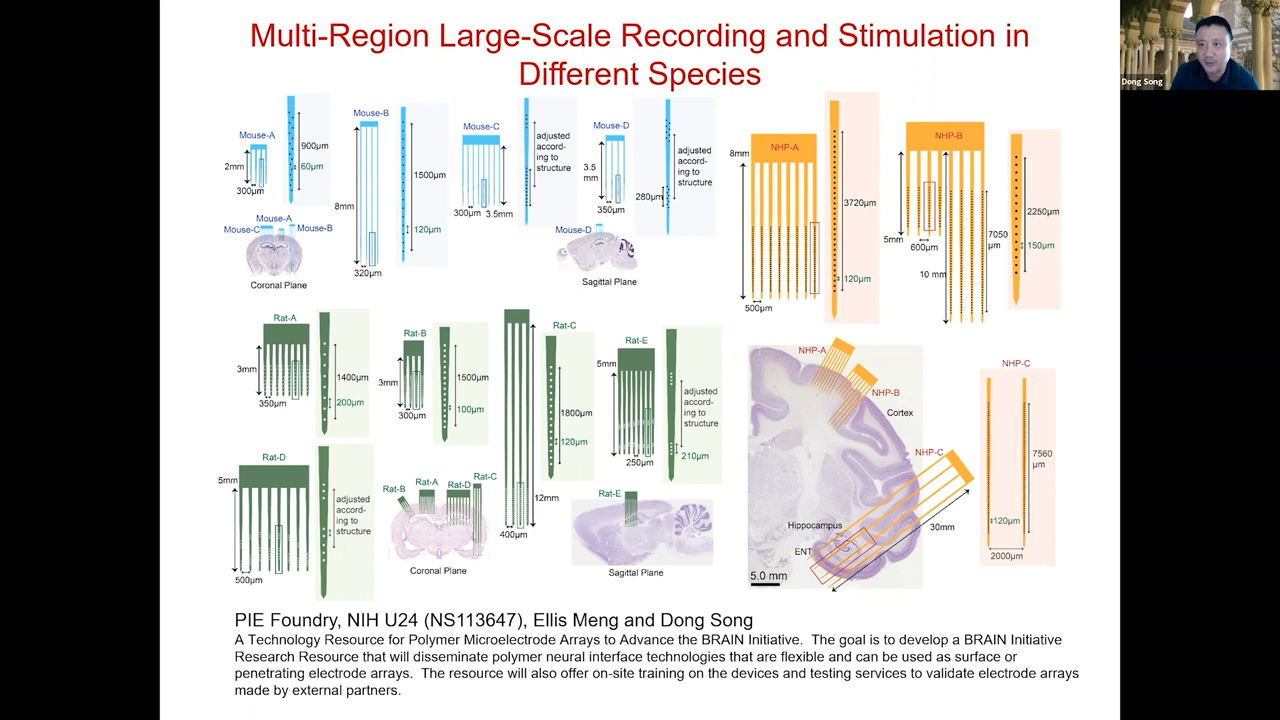 Multi-Region Large-Scale Recording and Stimulation in
Different Species
Dong Song
Mouse-A
2mm
300µm
900µm
60µm
Mouse-B
8mm
320µm
1500µm
120µm
Mouse-C
300µm
3.5mm
adjusted
accord-
ing to
structure
Mouse-D
3.5
mm
350µm
280µm
adjusted
accord-
ing to
structure
Mouse-A
Mouse-C
Mouse-B
Coronal Plane
Mouse-D
Sagittal Plane
NHP-A
8mm
500µm
3720µm
120µm
NHP-B
5mm
600µm
10 mm
7050
µm
2250µm
150µm
Rat-A
3mm
350µm
1400µm
200µm
Rat-B
3mm
300µm
1500µm
100µm
Rat-C
12mm
400µm
1800µm
120µm
Rat-E
5mm
250µm
adjusted
accord-
ing to
structure
210µm
Rat-D
5mm
500µm
adjusted
accord-
ing to
structure
Rat-B
Rat-A
Rat-D
Rat-C
Coronal Plane
Rat-E
Sagittal Plane
NHP-A
NHP-B
Cortex
NHP-C
Hippocampus
ENT
30mm
5.0 mm
NHP-C
7560
µm
120µm
2000µm
PIE Foundry, NIH U24 (NS113647), Ellis Meng and Dong Song
A Technology Resource for Polymer Microelectrode Arrays to Advance the BRAIN Initiative. The goal is to develop a BRAIN Initiative
Research Resource that will disseminate polymer neural interface technologies that are flexible and can be used as surface or
penetrating electrode arrays. The resource will also offer on-site training on the devices and testing services to validate electrode arrays
made by external partners.